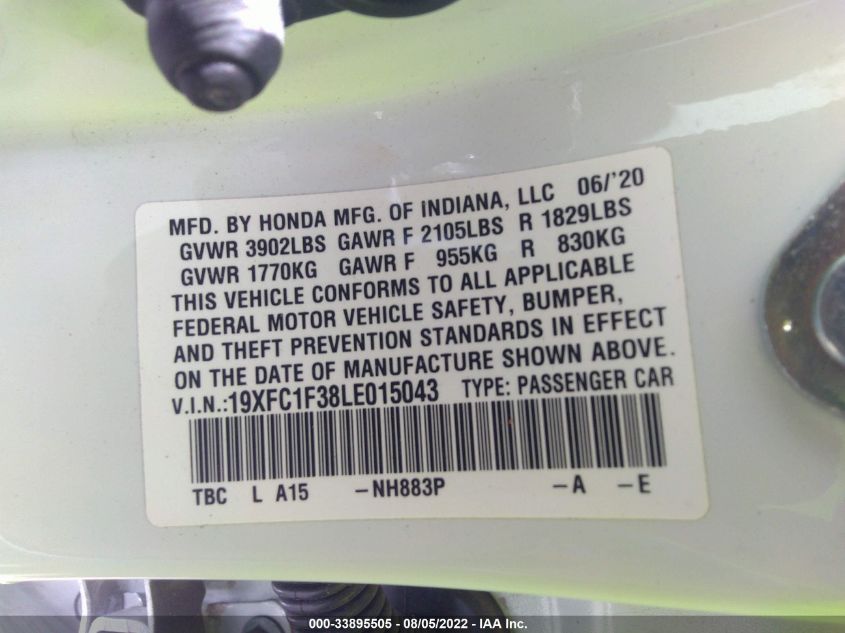 MFD. BY HONDA MFG. OF INDIANA, LLC 06/'20
GVWR 3902LBS GAWR F 2105LBS R 1829LBS
GVWR 1770KG GAWR F 955KG R 830KG
THIS VEHICLE CONFORMS TO ALL APPLICABLE
FEDERAL MOTOR VEHICLE SAFETY, BUMPER,
AND THEFT PREVENTION STANDARDS IN EFFECT
ON THE DATE OF MANUFACTURE SHOWN ABOVE.
V.I.N.:19XFC1F38LE015043 TYPE: PASSENGER CAR
TBC L A15 -NH883P -A -E
000-33895505 - 08/05/2022 - IAA Inc.